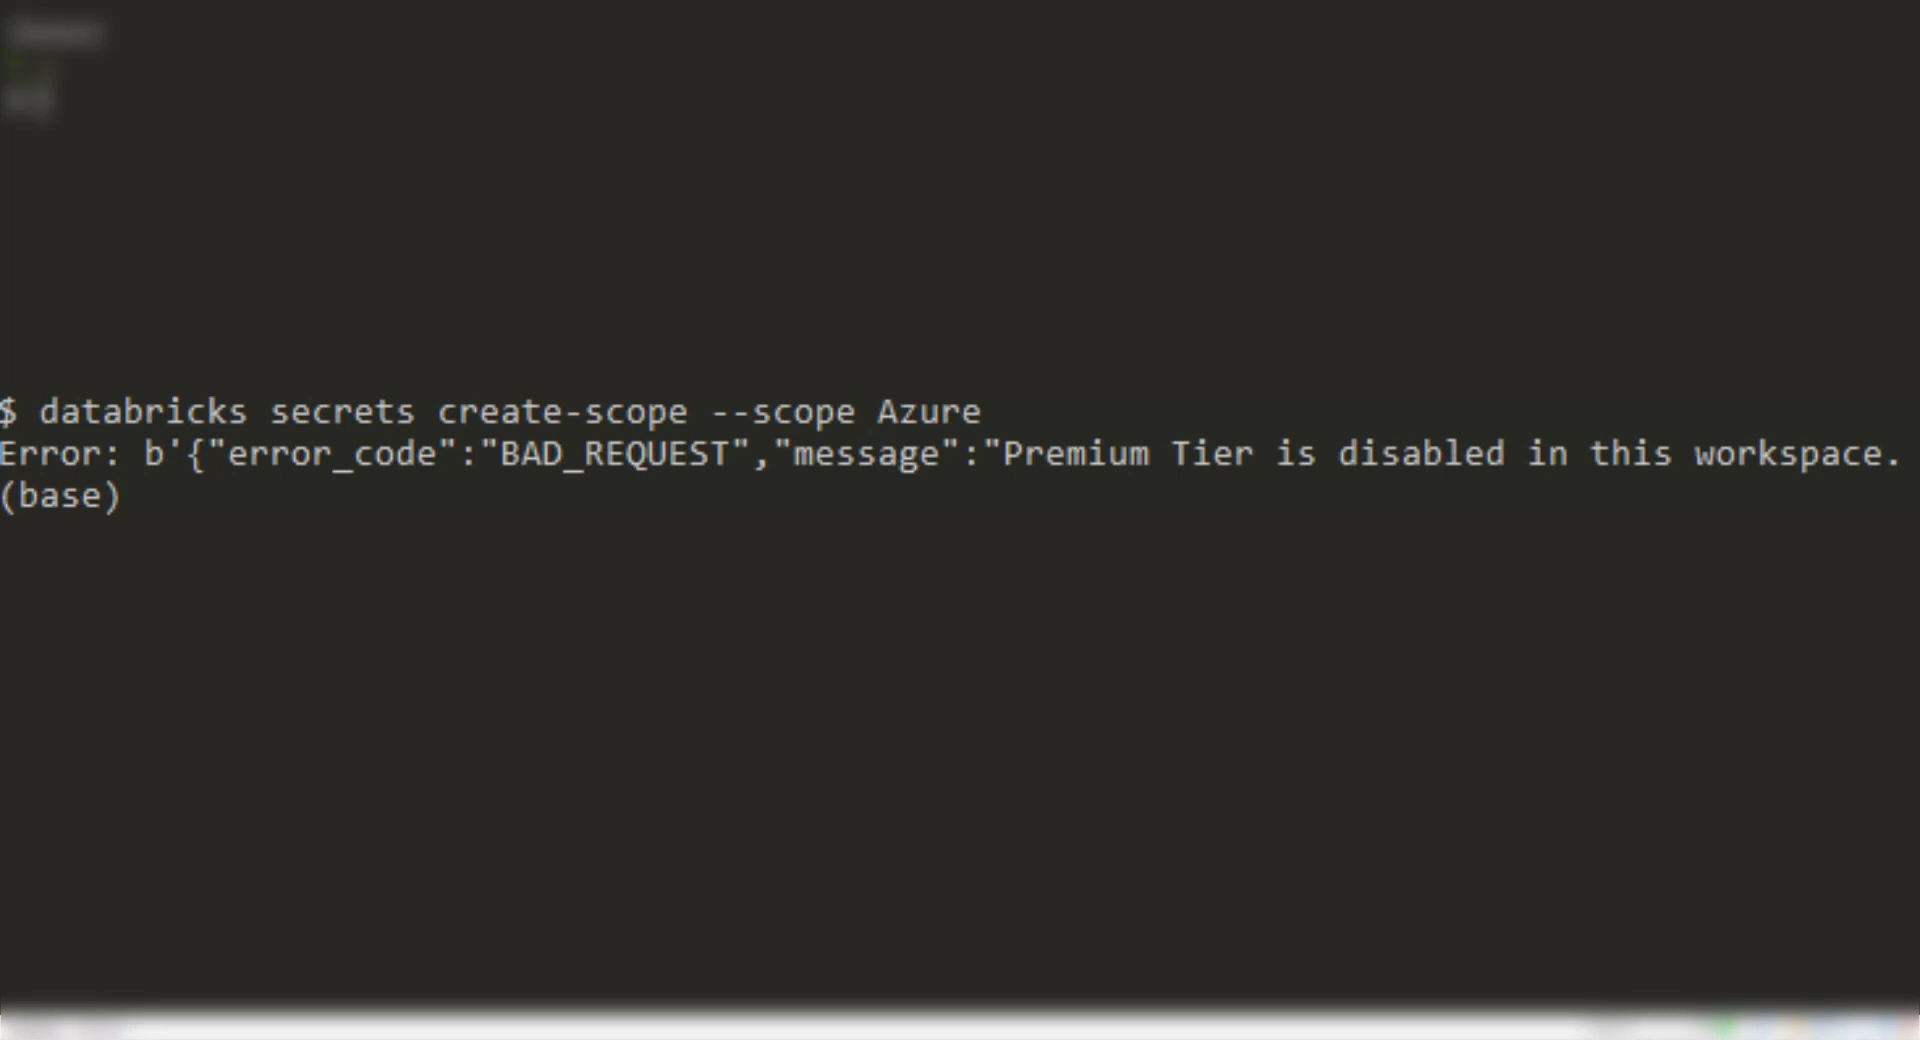 $ databricks secrets create-scope --scope Azure
Error: b'{"error_code":"BAD_REQUEST","message":"Premium Tier is disabled in this workspace.
(base)